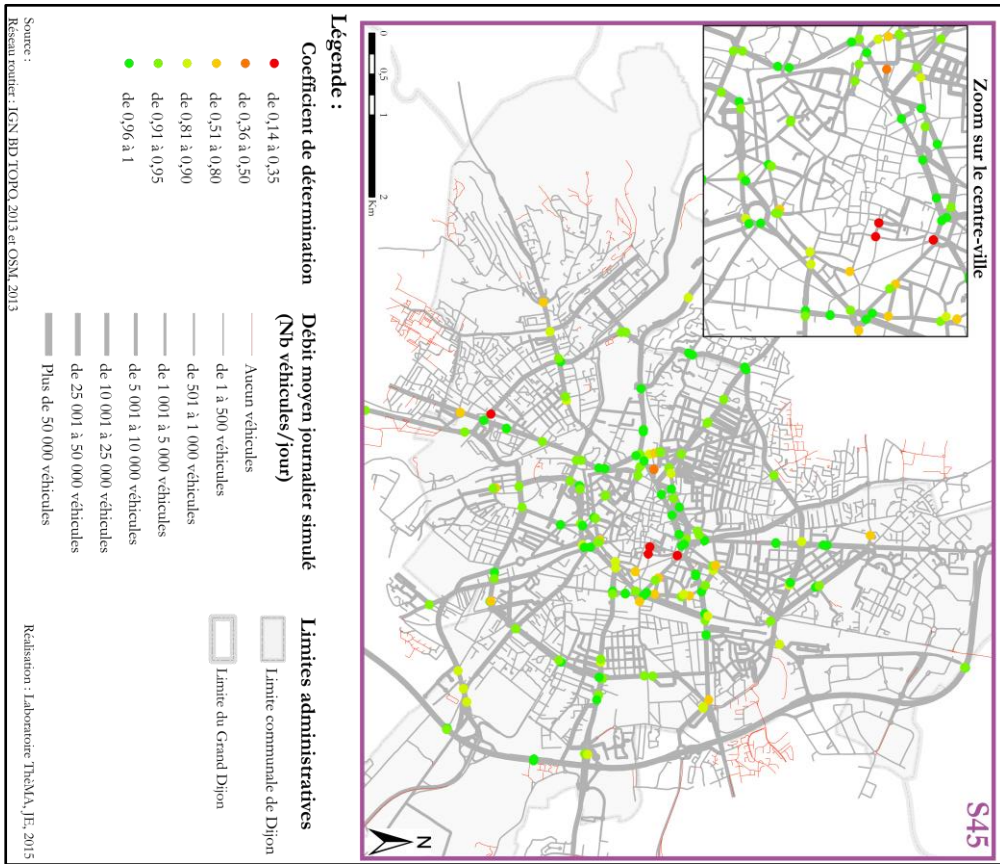 S45
Zoom sur le centre-ville
N
0 0,5 1 2
Km
Légende :
Coefficient de détermination
de 0,14 à 0,35
de 0,36 à 0,50
de 0,51 à 0,80
de 0,81 à 0,90
de 0,91 à 0,95
de 0,96 à 1
Débit moyen journalier simulé
(Nb véhicules/jour)
Aucun véhicules
de 1 à 500 véhicules
de 501 à 1 000 véhicules
de 1 001 à 5 000 véhicules
de 5 001 à 10 000 véhicules
de 10 001 à 25 000 véhicules
de 25 001 à 50 000 véhicules
Plus de 50 000 véhicules
Limites administratives
Limite communale de Dijon
Limite du Grand Dijon
Source :
Réseau routier : IGN BD TOPO, 2013 et OSM, 2013
Réalisation : Laboratoire ThéMA, JE, 2015